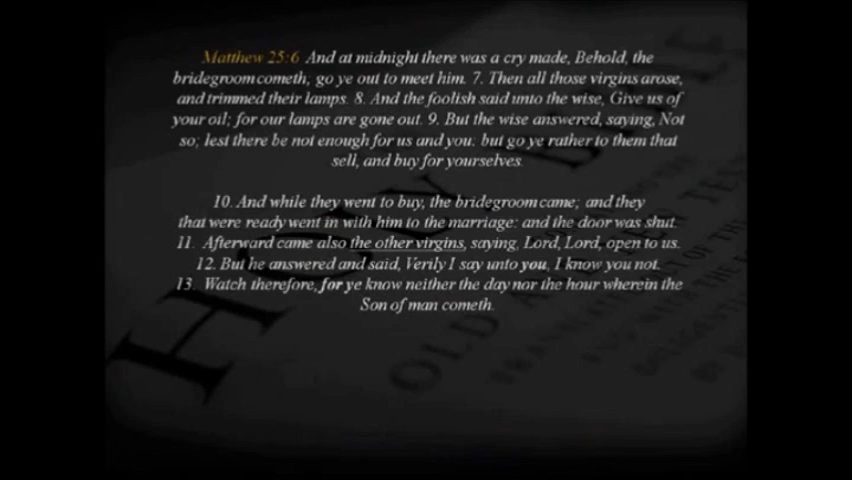 Matthew 25:6 And at midnight there was a cry made, Behold, the
bridegroom cometh; go ye out to meet him. 7. Then all those virgins arose,
and trimmed their lamps. 8. And the foolish said unto the wise, Give us of
your oil; for our lamps are gone out. 9. But the wise answered, saying, Not
so; lest there be not enough for us and you: but go ye rather to them that
sell, and buy for yourselves.
10. And while they went to buy, the bridegroom came; and they
that were ready went in with him to the marriage: and the door was shut.
11. Afterward came also the other virgins, saying, Lord, Lord, open to us.
12. But he answered and said, Verily I say unto you, I know you not.
13. Watch therefore, for ye know neither the day nor the hour wherein the
Son of man cometh.
HOLY BIBLE
OLD